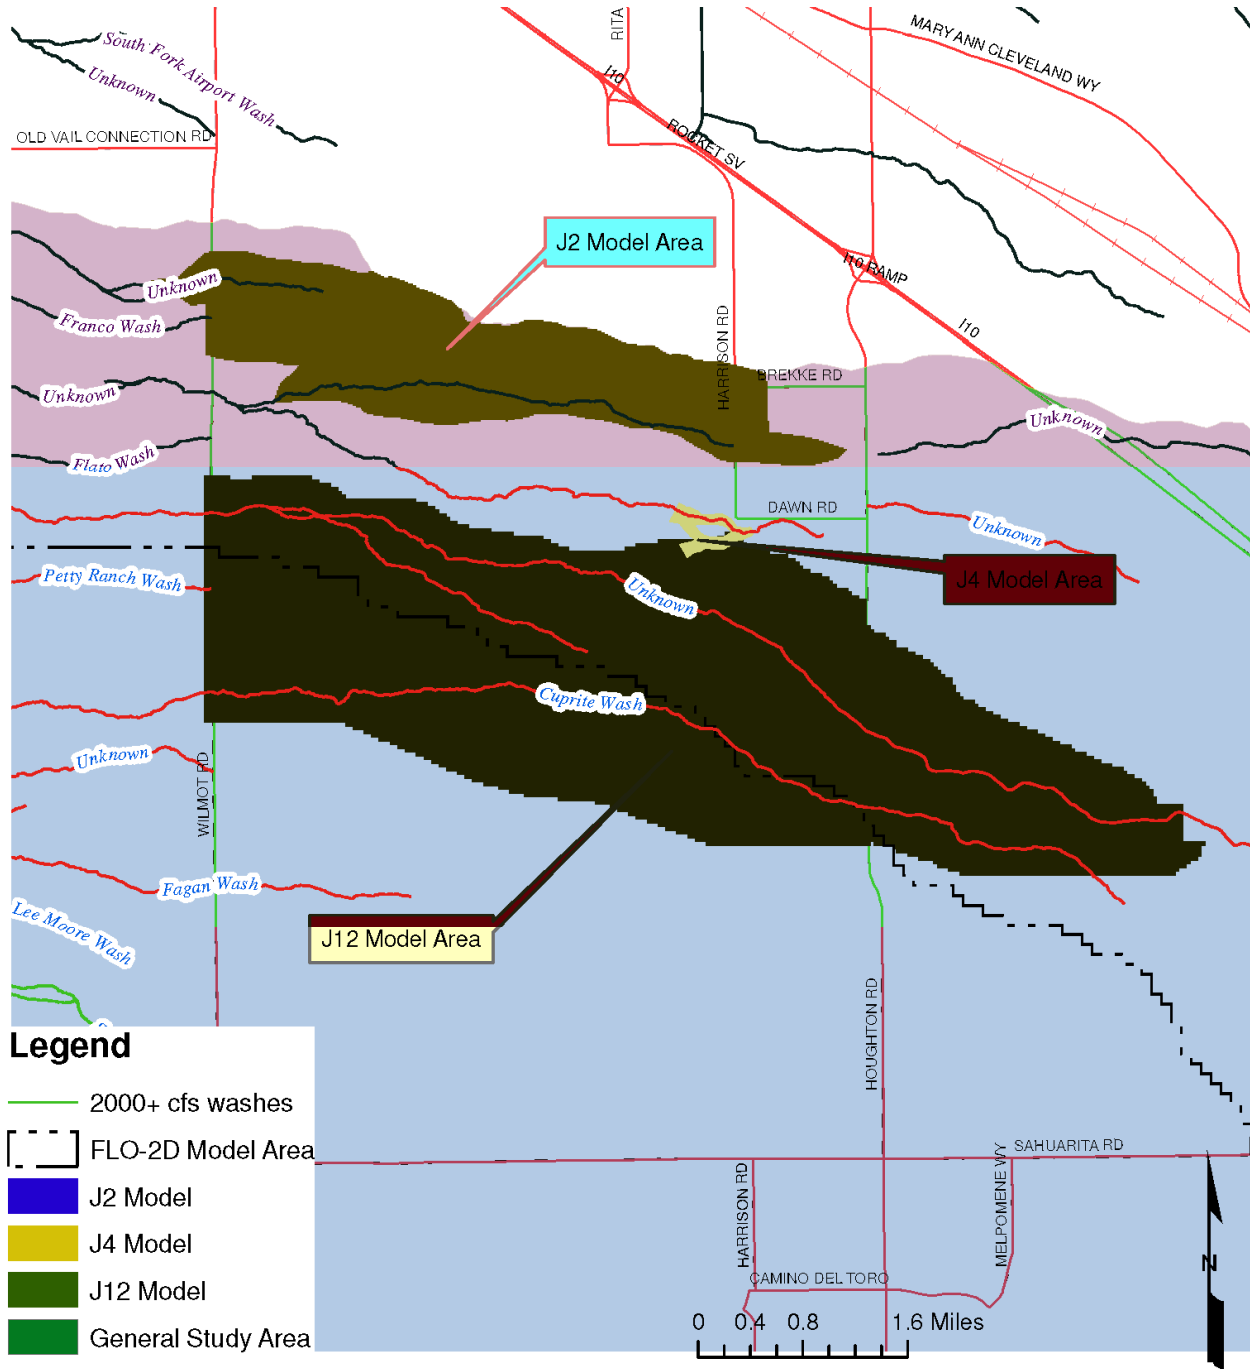 RITA
MARY ANN CLEVELAND WY
South Fork Airport Wash
I10
Unknown
OLD VAIL CONNECTION RD
ROCKET SV
J2 Model Area
I10 RAMP
Unknown
Franco Wash
I10
HARRISON RD
BREKKE RD
Unknown
Unknown
Flato Wash
DAWN RD
Unknown
Petty Ranch Wash
Unknown
J4 Model Area
Cuprite Wash
Unknown
WILMOT RD
Fagan Wash
Lee Moore Wash
J12 Model Area
HOUGHTON RD
Legend
2000+ cfs washes
FLO-2D Model Area
J2 Model
J4 Model
J12 Model
General Study Area
SAHUARITA RD
HARRISON RD
MELPOMENE WY
CAMINO DEL TORO
N
0 0.4 0.8 1.6 Miles